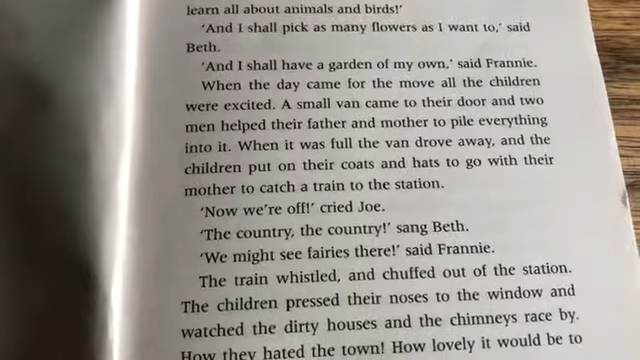 learn all about animals and birds!'
'And I shall pick as many flowers as I want to,' said
Beth.
'And I shall have a garden of my own,' said Frannie.
When the day came for the move all the children
were excited. A small van came to their door and two
men helped their father and mother to pile everything
into it. When it was full the van drove away, and the
children put on their coats and hats to go with their
mother to catch a train to the station.
'Now we're off!' cried Joe.
'The country, the country!' sang Beth.
'We might see fairies there!' said Frannie.
The train whistled, and chuffed out of the station.
The children pressed their noses to the window and
watched the dirty houses and the chimneys race by.
How they hated the town! How lovely it would be to